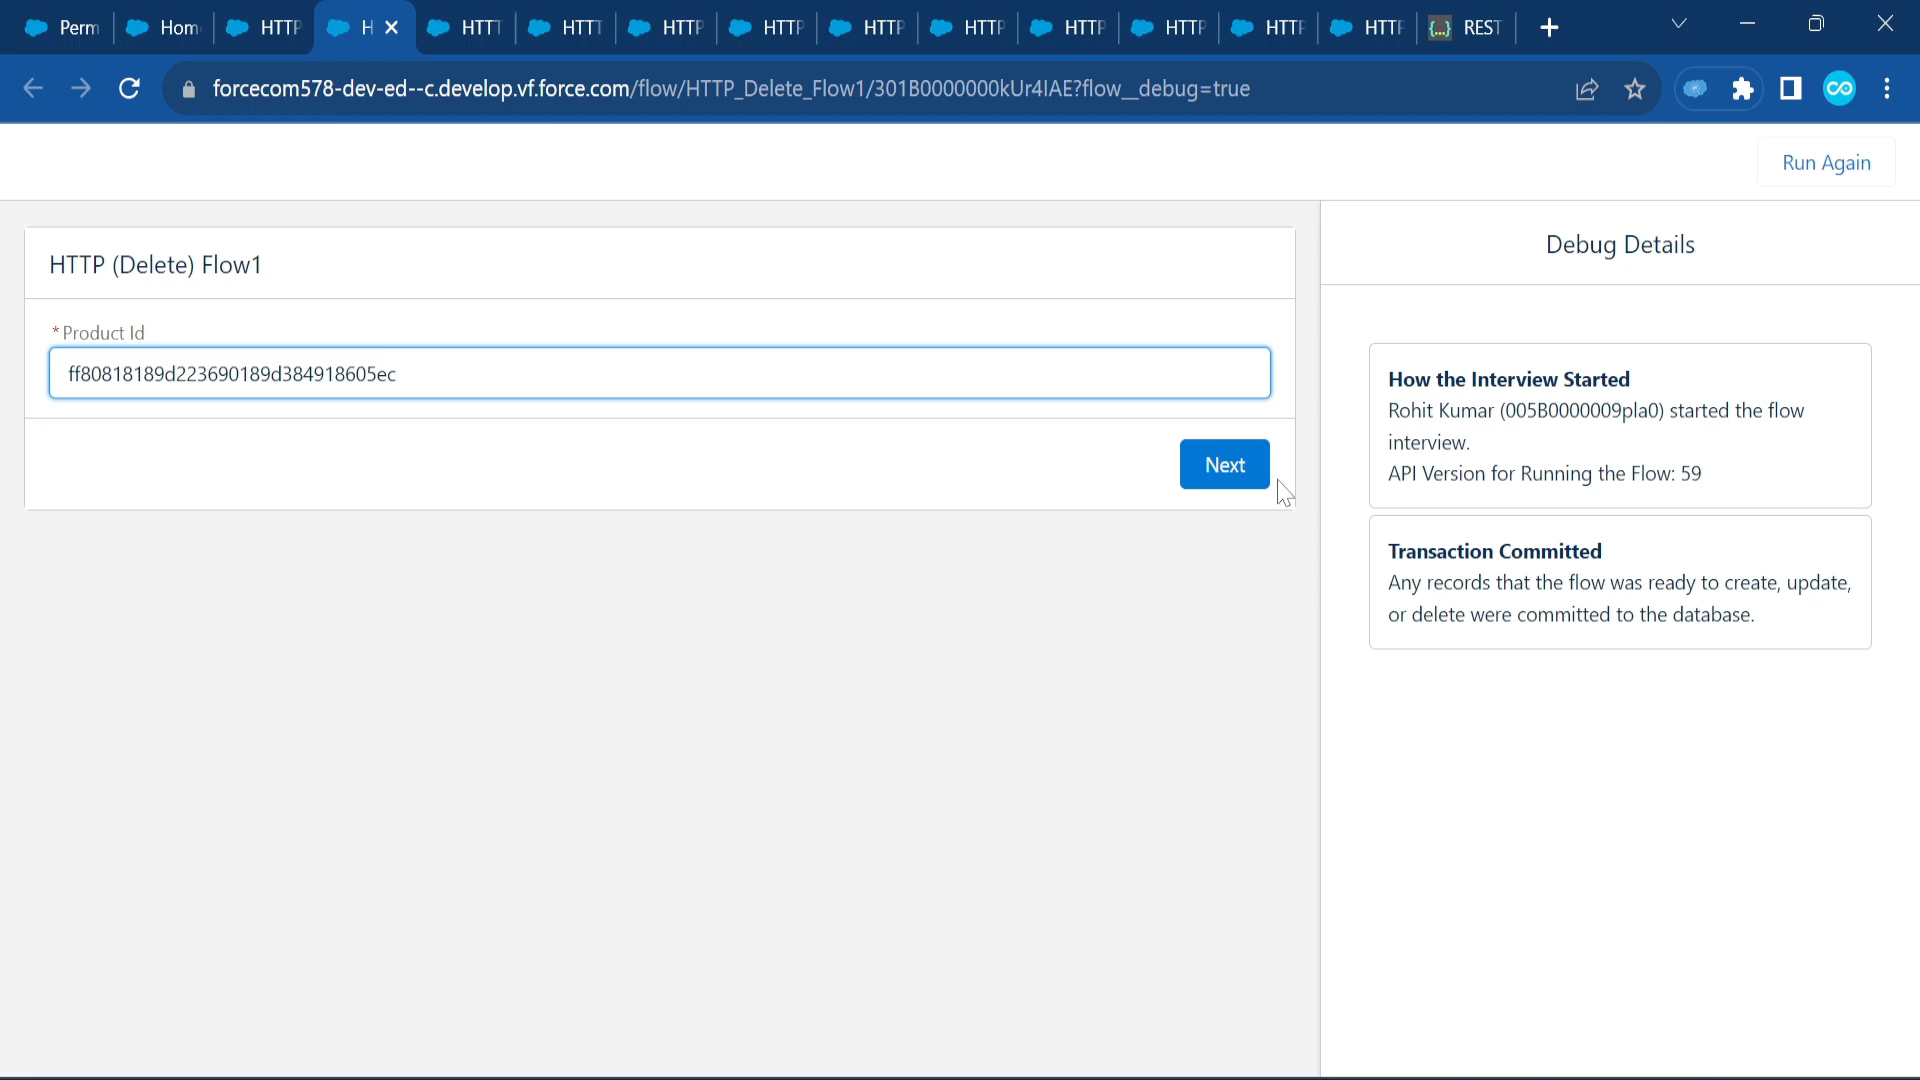 Perm
Hom
HTTP
H
HTTT
HTTT
HTTP
HTTP
HTTP
HTTP
HTTP
HTTP
HTTP
HTTP
REST
forcecom578-dev-ed--c.develop.vf.force.com/flow/HTTP_Delete_Flow1/301B0000000kUr4IAE?flow__debug=true
Run Again
HTTP (Delete) Flow1
* Product Id
ff80818189d223690189d384918605ec
Next
Debug Details
How the Interview Started
Rohit Kumar (005B0000009pla0) started the flow
interview.
API Version for Running the Flow: 59
Transaction Committed
Any records that the flow was ready to create, update,
or delete were committed to the database.